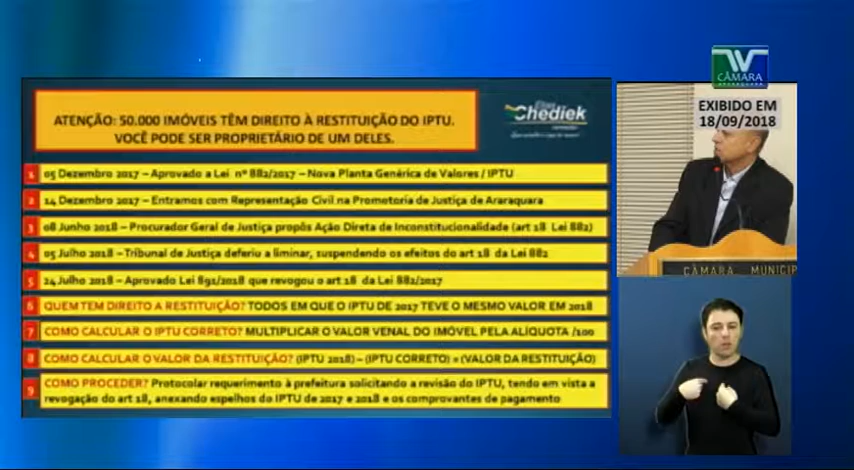 CÂMARA
EXIBIDO EM
18/09/2018
ATENÇÃO: 50.000 IMÓVEIS TÊM DIREITO À RESTITUIÇÃO DO IPTU.
VOCÊ PODE SER PROPRIETÁRIO DE UM DELES.
Elias
Chediek
1 05 Dezembro 2017 – Aprovado a Lei nº 882/2017 – Nova Planta Genérica de Valores / IPTU
2 14 Dezembro 2017 – Entramos com Representação Civil na Promotoria de Justiça de Araraquara
3 08 Junho 2018 – Procurador Geral de Justiça propôs Ação Direta de Inconstitucionalidade (art 18 Lei 882)
4 05 Julho 2018 – Tribunal de Justiça deferiu a liminar, suspendendo os efeitos do art 18 da Lei 882
5 24 Julho 2018 – Aprovado Lei 891/2018 que revogou o art 18 da Lei 882/2017
6 QUEM TEM DIREITO A RESTITUIÇÃO? TODOS EM QUE O IPTU DE 2017 TEVE O MESMO VALOR EM 2018
7 COMO CALCULAR O IPTU CORRETO? MULTIPLICAR O VALOR VENAL DO IMÓVEL PELA ALÍQUOTA /100
8 COMO CALCULAR O VALOR DA RESTITUIÇÃO? (IPTU 2018) – (IPTU CORRETO) = (VALOR DA RESTITUIÇÃO)
9 COMO PROCEDER? Protocolar requerimento à prefeitura solicitando a revisão do IPTU, tendo em vista a
revogação do art 18, anexando espelhos do IPTU de 2017 e 2018 e os comprovantes de pagamento
CÂMARA MUNICIP